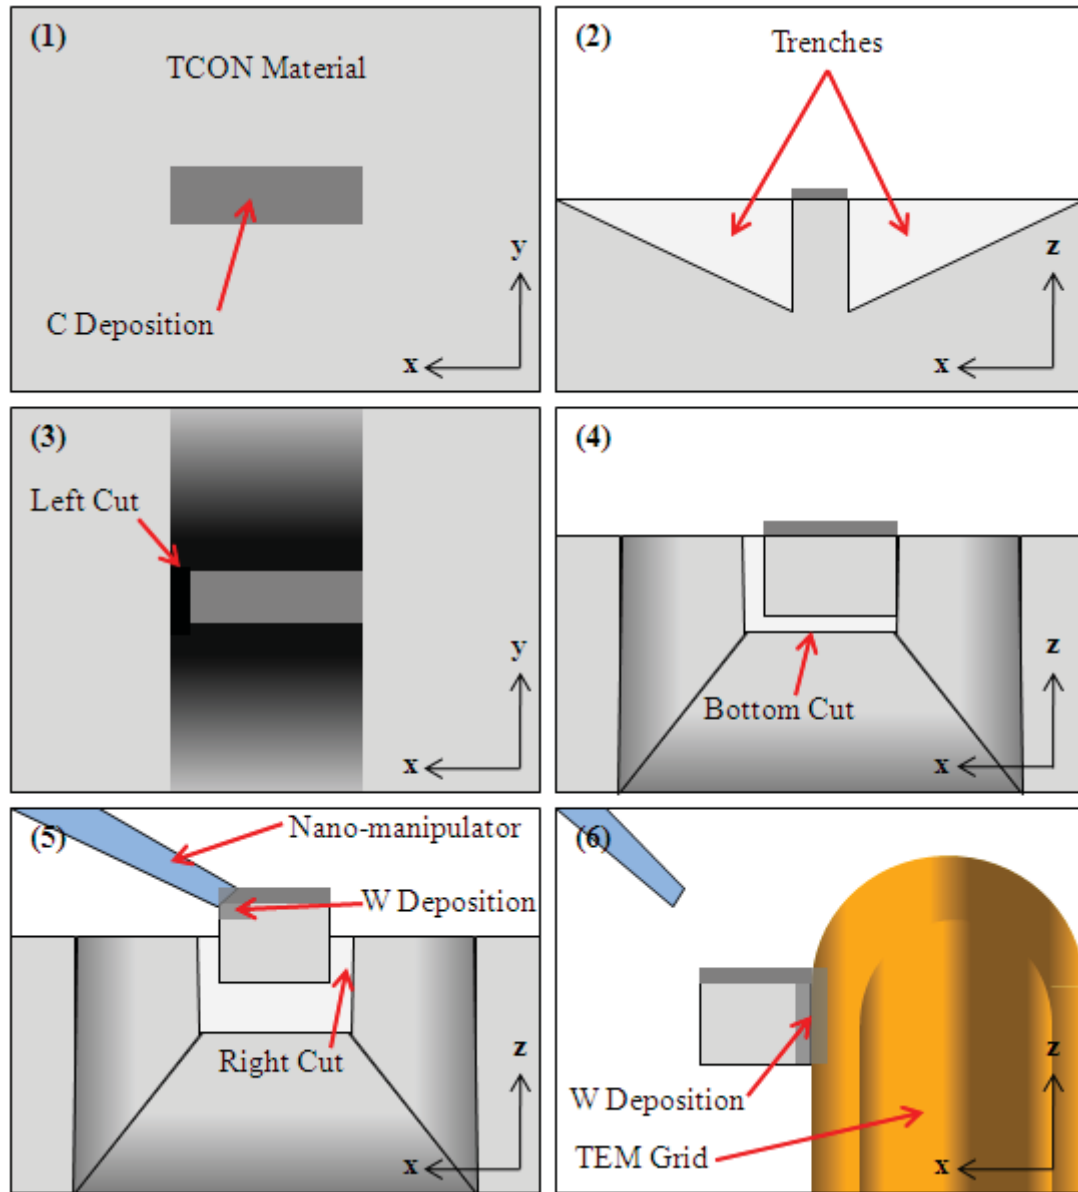 (1)
TCON Material
C Deposition
y
x
(2)
Trenches
z
x
(3)
Left Cut
y
x
(4)
Bottom Cut
z
x
(5)
Nano-manipulator
W Deposition
Right Cut
z
x
(6)
W Deposition
TEM Grid
z
x